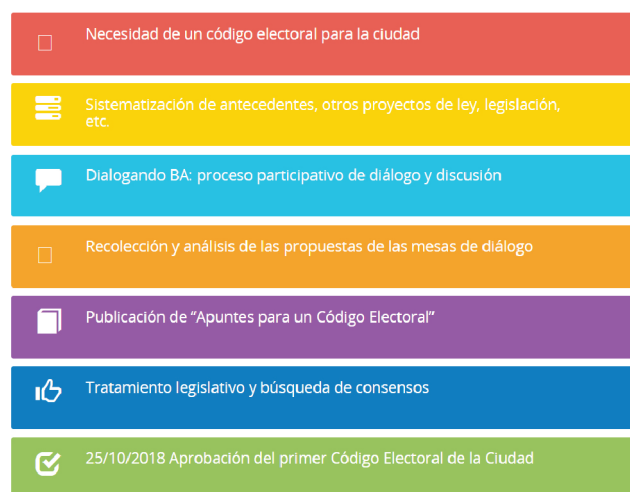 Necesidad de un código electoral para la ciudad
Sistematización de antecedentes, otros proyectos de ley, legislación,
etc.
Dialogando BA: proceso participativo de diálogo y discusión
Recolección y análisis de las propuestas de las mesas de diálogo
Publicación de “Apuntes para un Código Electoral”
Tratamiento legislativo y búsqueda de consensos
25/10/2018 Aprobación del primer Código Electoral de la Ciudad